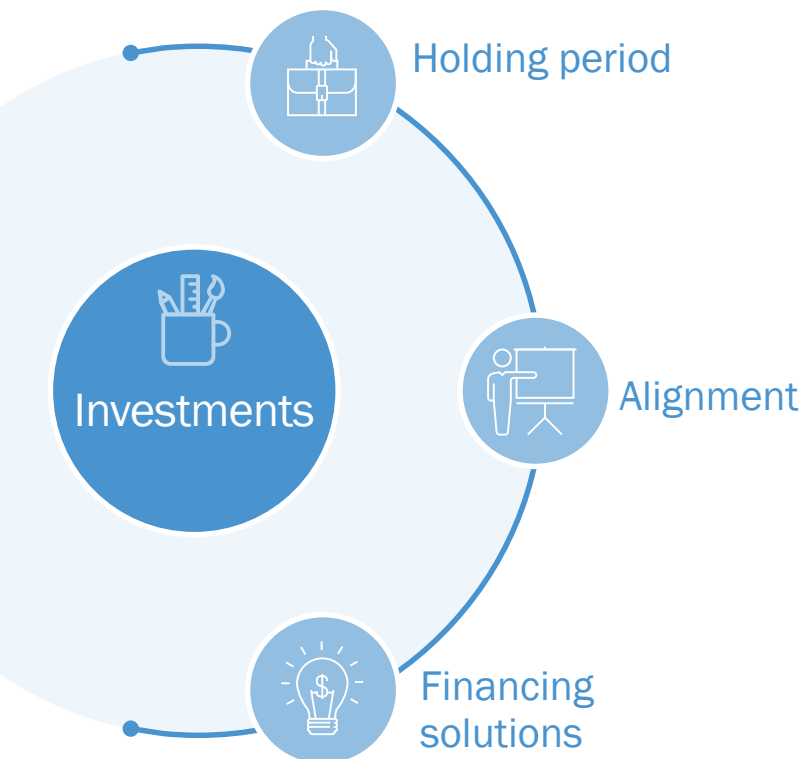 Holding period
Investments
Alignment
$
Financing
solutions